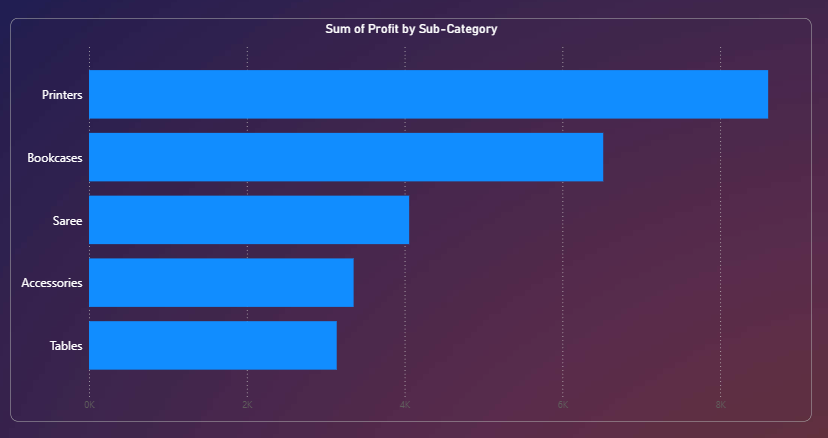 Sum of Profit by Sub-Category
Printers
Bookcases
Saree
Accessories
Tables
0K 2K 4K 6K 8K